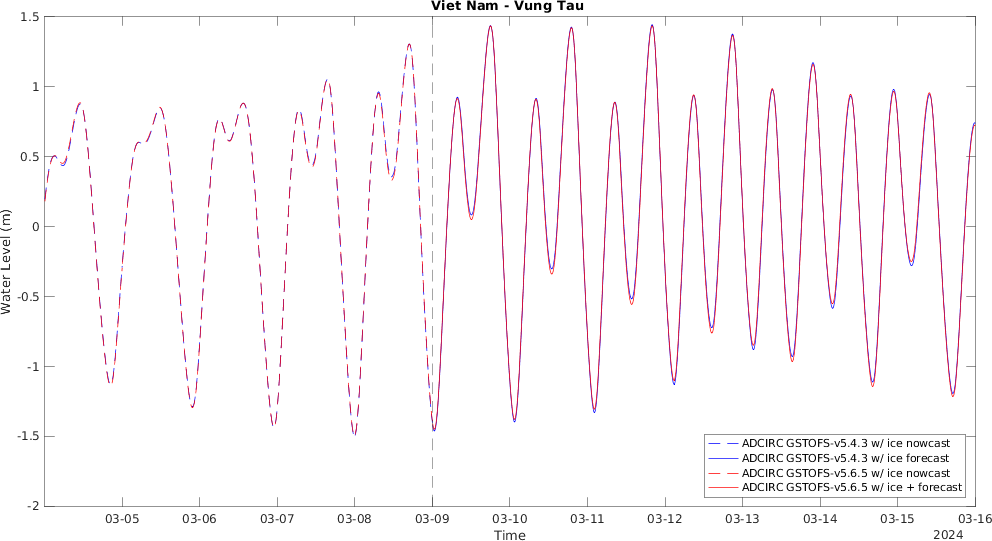 Viet Nam - Vung Tau
1.5
1
0.5
0
-0.5
-1
-1.5
-2
Water Level (m)
03-05 03-06 03-07 03-08 03-09 03-10 03-11 03-12 03-13 03-14 03-15 03-16
Time
2024
ADCIRC GSTOFS-v5.4.3 w/ ice nowcast
ADCIRC GSTOFS-v5.4.3 w/ ice forecast
ADCIRC GSTOFS-v5.6.5 w/ ice nowcast
ADCIRC GSTOFS-v5.6.5 w/ ice + forecast